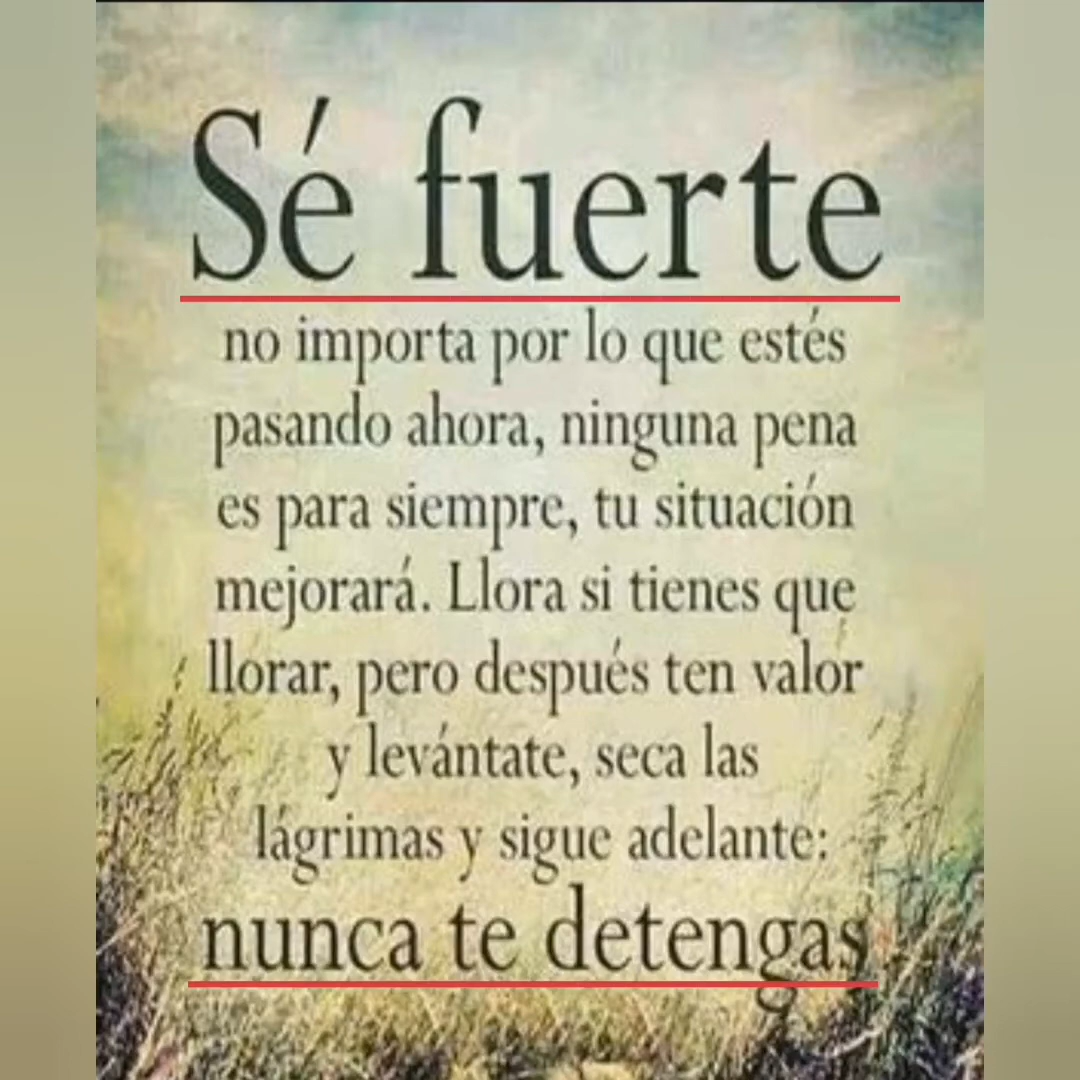 Sé fuerte
no importa por lo que estés
pasando ahora, ninguna pena
es para siempre, tu situación
mejorará. Llora si tienes que
llorar, pero después ten valor
y levántate, seca las
lágrimas y sigue adelante:
nunca te detengas